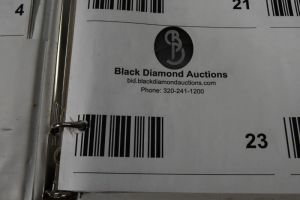 4
21
Black Diamond Auctions
bid.blackdiamondauctions.com
Phone: 320-241-1200
23